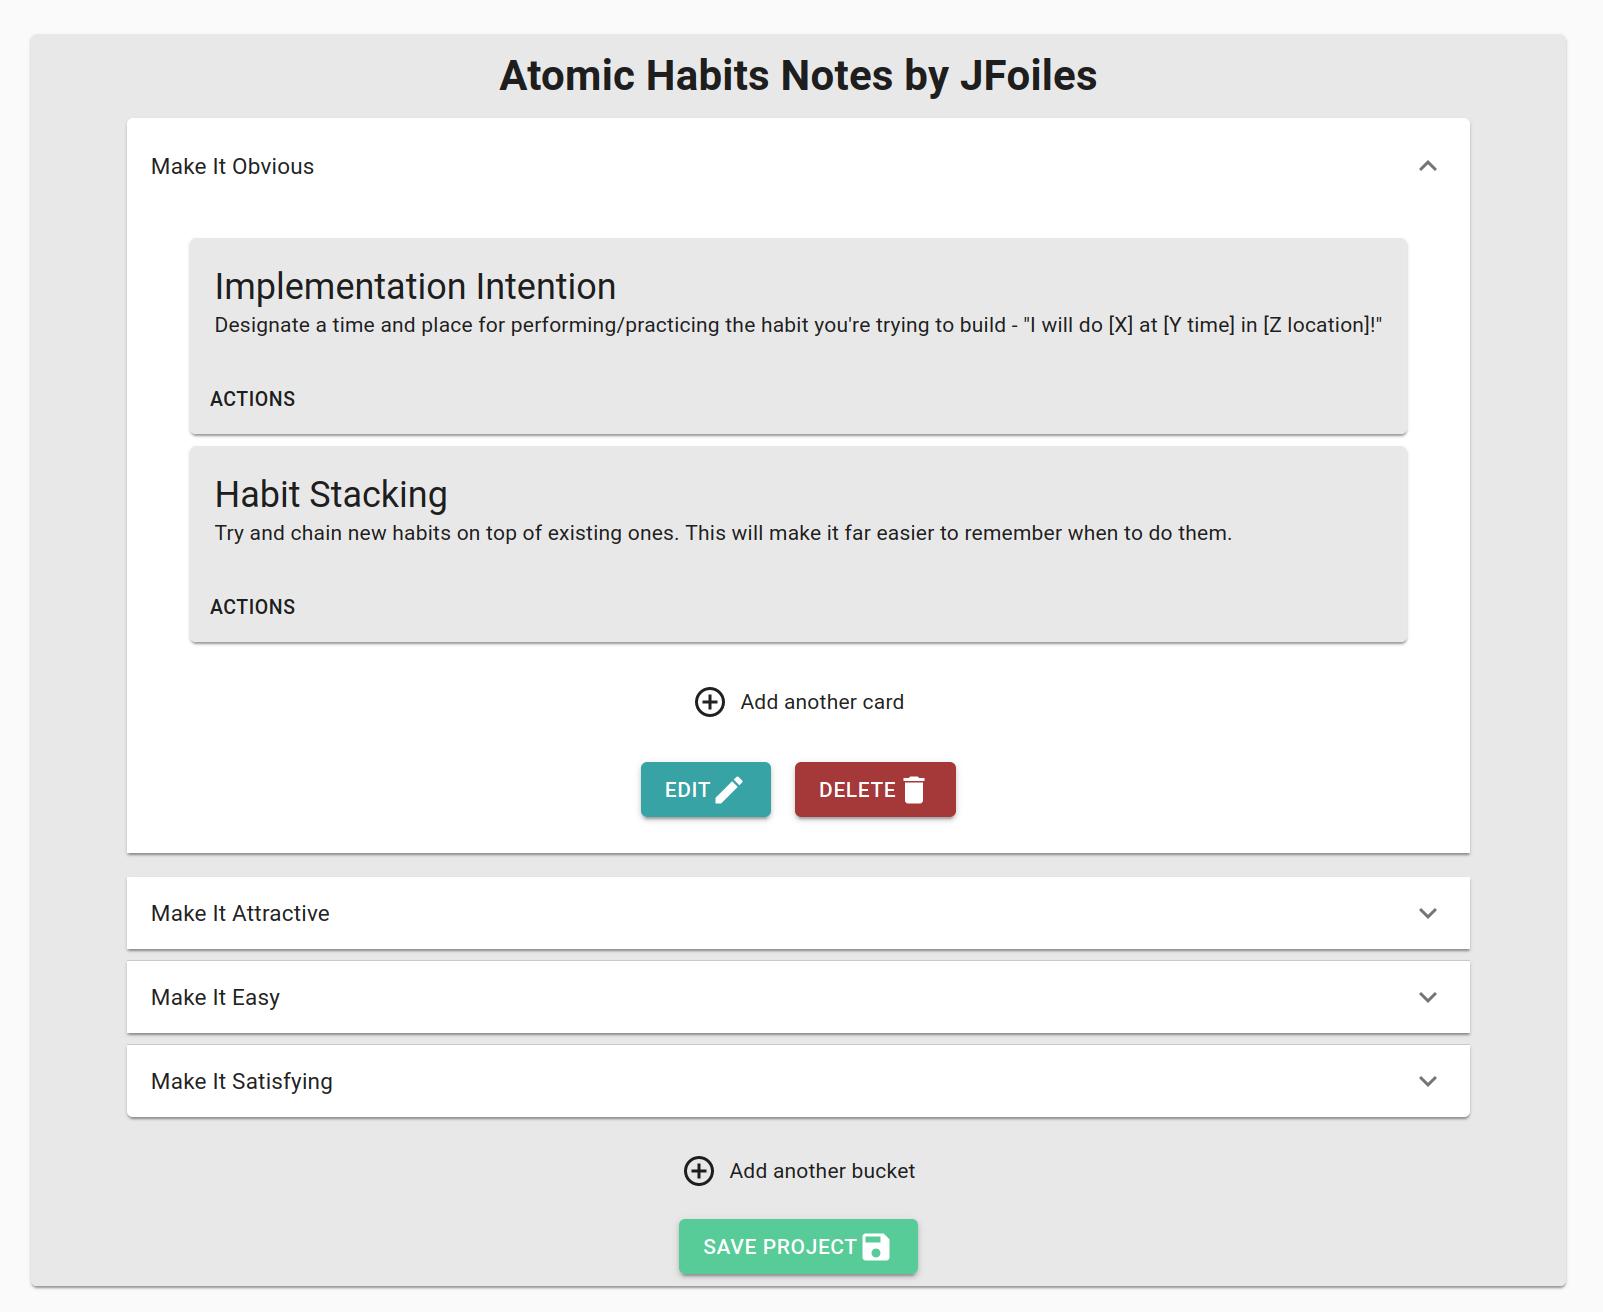 Atomic Habits Notes by JFoiles
Make It Obvious
Implementation Intention
Designate a time and place for performing/practicing the habit you're trying to build - "I will do [X] at [Y time] in [Z location]!"
ACTIONS
Habit Stacking
Try and chain new habits on top of existing ones. This will make it far easier to remember when to do them.
ACTIONS
Add another card
EDIT
DELETE
Make It Attractive
Make It Easy
Make It Satisfying
Add another bucket
SAVE PROJECT